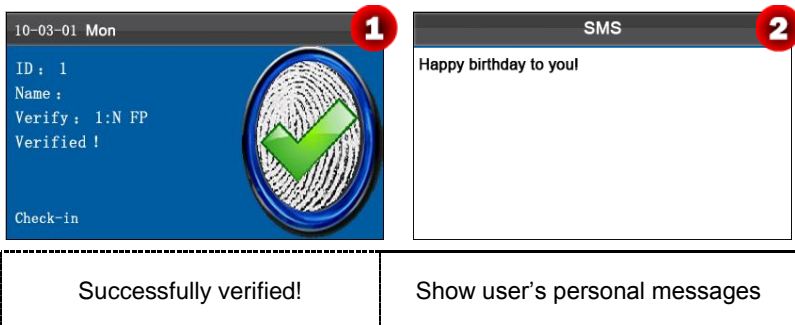 10-03-01 Mon
1
ID: 1
Name:
Verify: 1:N FP
Verified!
Check-in
SMS
2
Happy birthday to you!
Successfully verified!
Show user’s personal messages